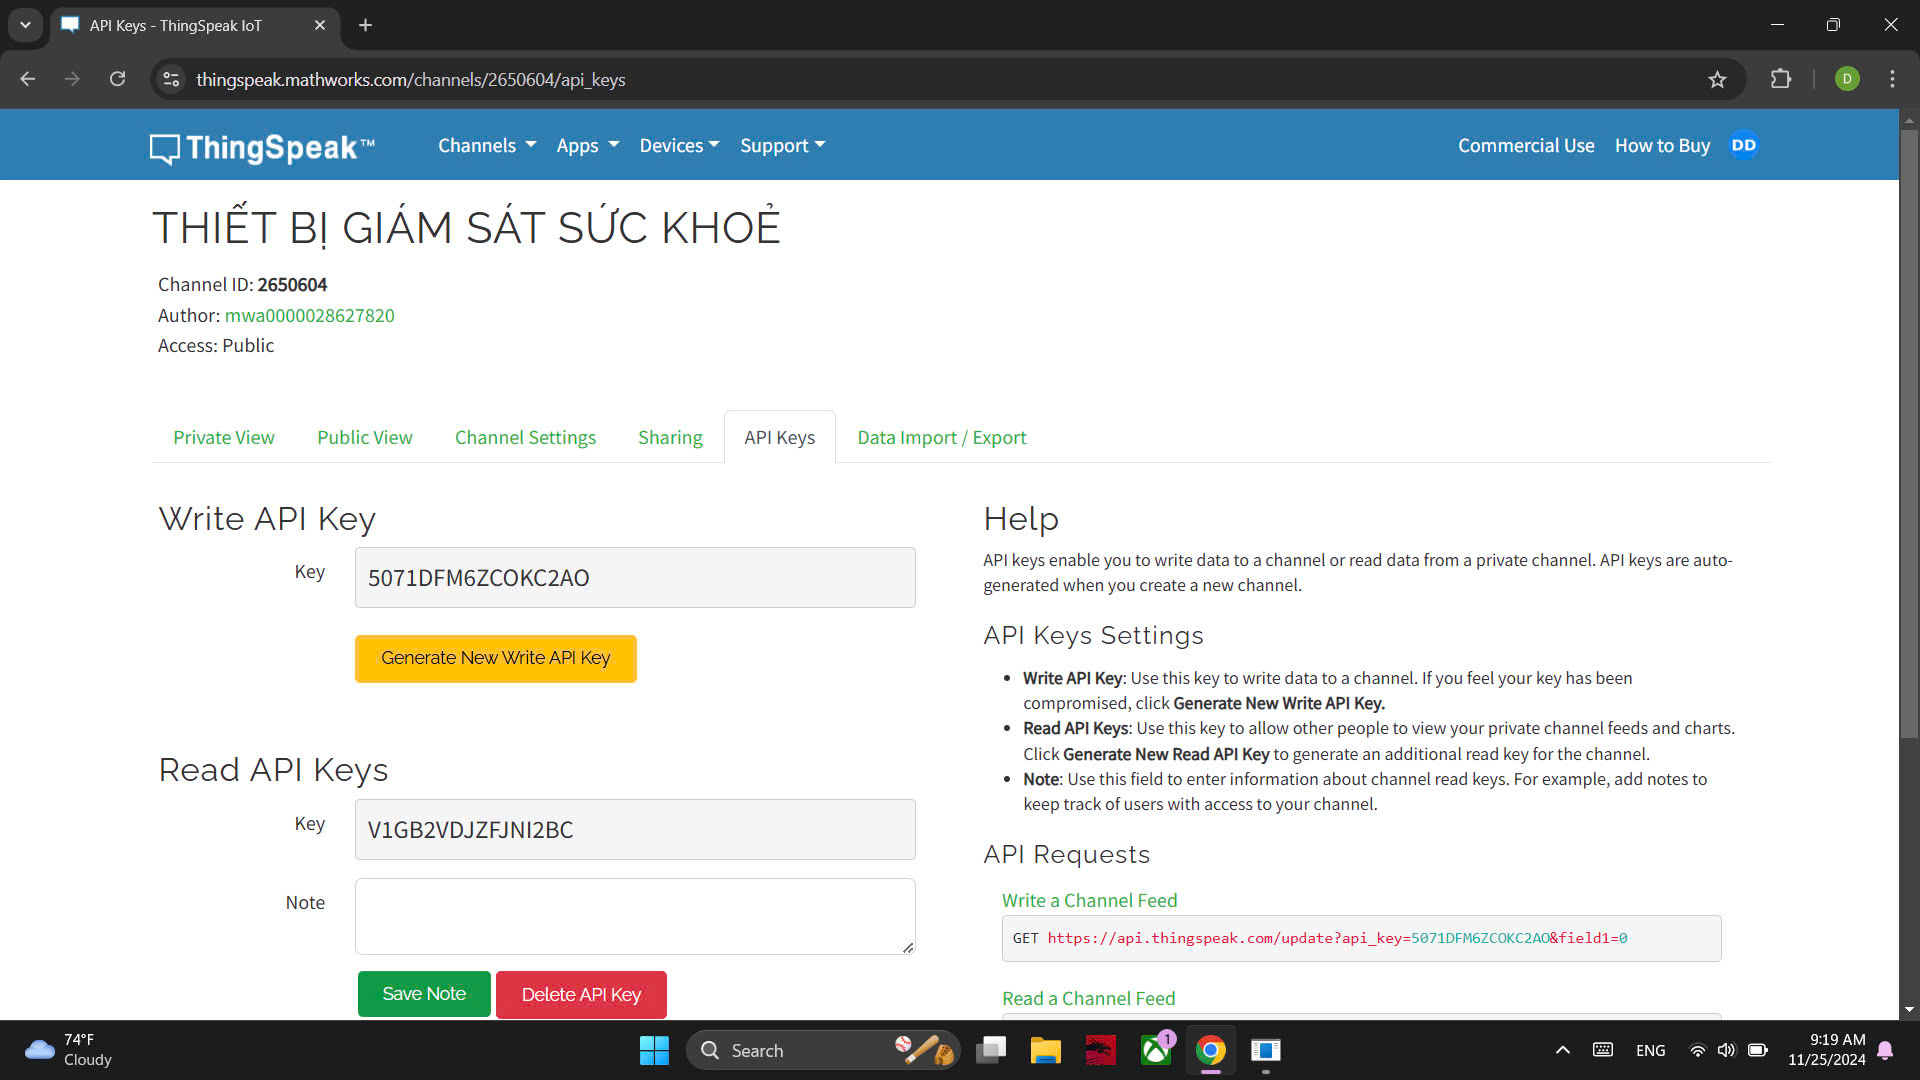 API Keys - ThingSpeak IoT
thingspeak.mathworks.com/channels/2650604/api_keys
D
ThingSpeak™
Channels
Apps
Devices
Support
Commercial Use
How to Buy
DD
THIẾT BỊ GIÁM SÁT SỨC KHOẺ
Channel ID: 2650604
Author: mwa0000028627820
Access: Public
Private View
Public View
Channel Settings
Sharing
API Keys
Data Import / Export
Write API Key
Key
5071DFM6ZCOKC2AO
Generate New Write API Key
Read API Keys
Key
V1GB2VDJZFJNI2BC
Note
Save Note
Delete API Key
Help
API keys enable you to write data to a channel or read data from a private channel. API keys are auto-
generated when you create a new channel.
API Keys Settings
Write API Key: Use this key to write data to a channel. If you feel your key has been
compromised, click Generate New Write API Key.
Read API Keys: Use this key to allow other people to view your private channel feeds and charts.
Click Generate New Read API Key to generate an additional read key for the channel.
Note: Use this field to enter information about channel read keys. For example, add notes to
keep track of users with access to your channel.
API Requests
Write a Channel Feed
GET https://api.thingspeak.com/update?api_key=5071DFM6ZCOKC2AO&field1=0
Read a Channel Feed
74°F
Cloudy
Search
1
ENG
9:19 AM
11/25/2024